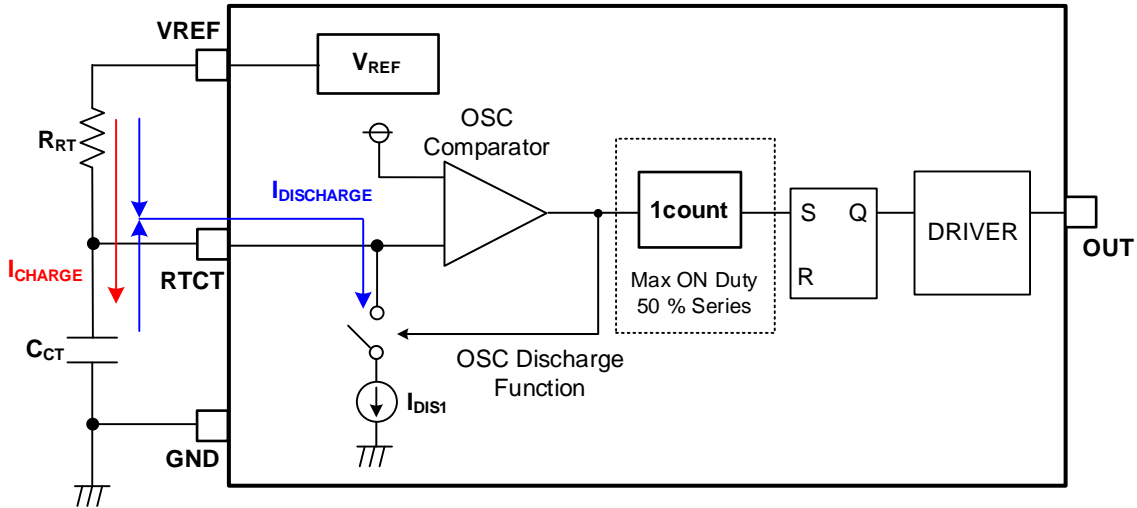 VREF
VREF
RRT
OSC
Comparator
IDISCHARGE
1count
S Q
R
DRIVER
OUT
ICHARGE
RTCT
Max ON Duty
50 % Series
CCT
OSC Discharge
Function
IDIS1
GND